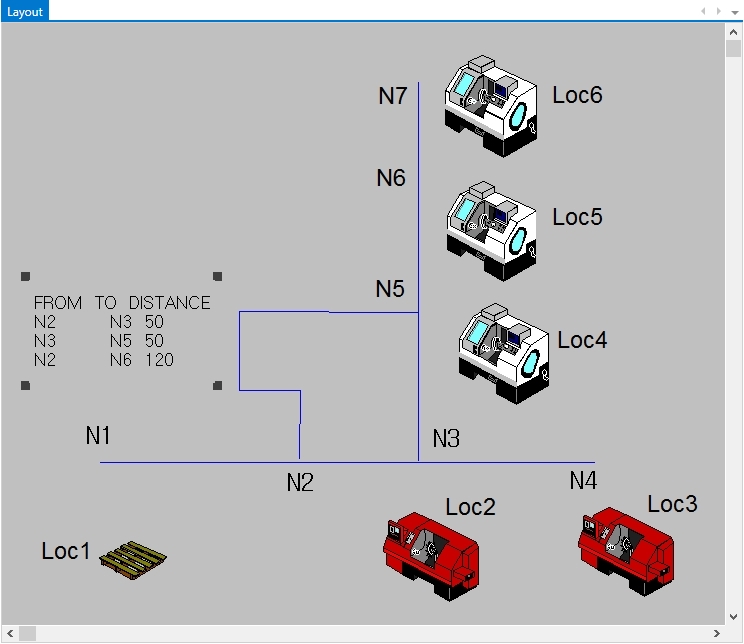 Layout
N7
Loc6
N6
Loc5
N5
FROM TO DISTANCE
N2 N3 50
N3 N5 50
N2 N6 120
Loc4
N1
N3
N2
N4
Loc2
Loc3
Loc1